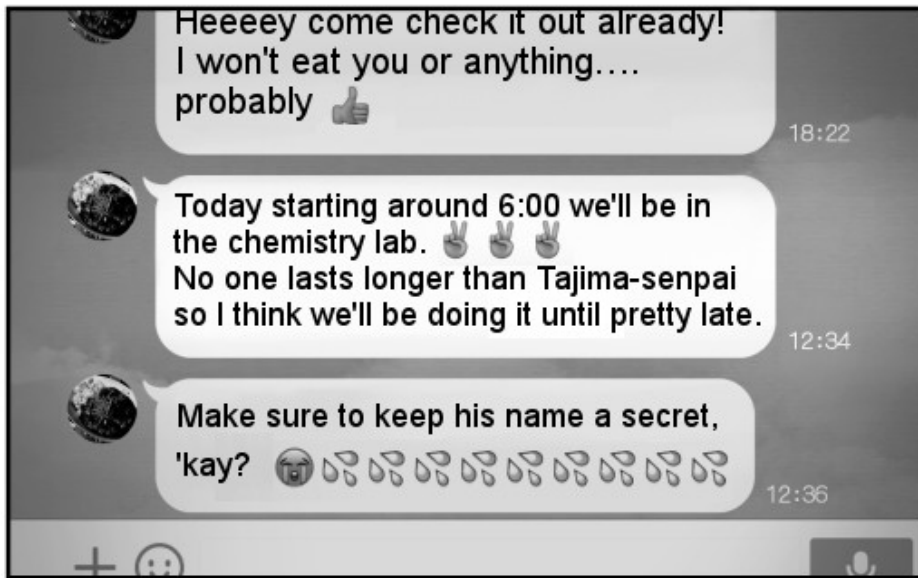 Heeeey come check it out already!
I won't eat you or anything....
probably 👍
18:22
Today starting around 6:00 we'll be in
the chemistry lab. ✌✌✌
No one lasts longer than Tajima-senpai
so I think we'll be doing it until pretty late.
12:34
Make sure to keep his name a secret,
'kay? 😭💦💦💦💦💦💦💦💦💦
12:36